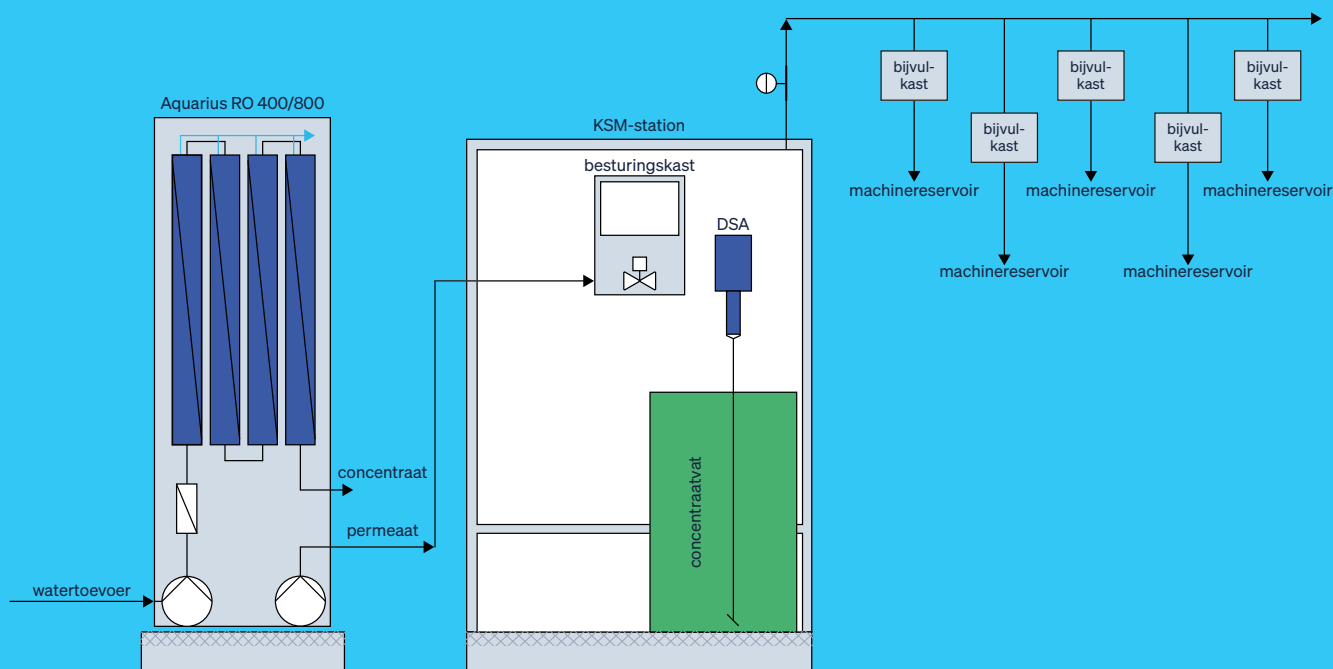 Aquarius RO 400/800
KSM-station
besturingskast
DSA
concentraatvat
concentraat
permeaat
watertoevoer
bijvul-
kast
bijvul-
kast
bijvul-
kast
bijvul-
kast
bijvul-
kast
machinereservoir
machinereservoir
machinereservoir
machinereservoir
machinereservoir